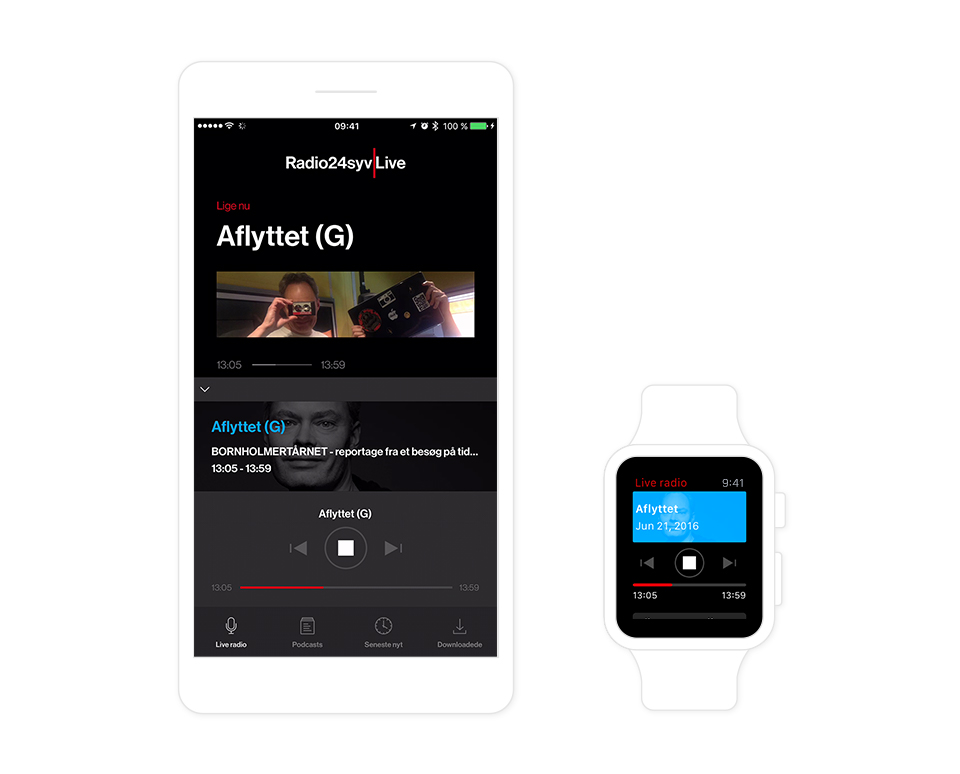 09:41
100 %
Radio24syv Live
Lige nu
Aflyttet (G)
13:05 13:59
Aflyttet (G)
BORNHOLMERTÅRNET - reportage fra et besøg på tid...
13:05 - 13:59
Aflyttet (G)
13:05 13:59
Live radio Podcasts Seneste nyt Downloadede
Live radio 9:41
Aflyttet
Jun 21, 2016
13:05 13:59